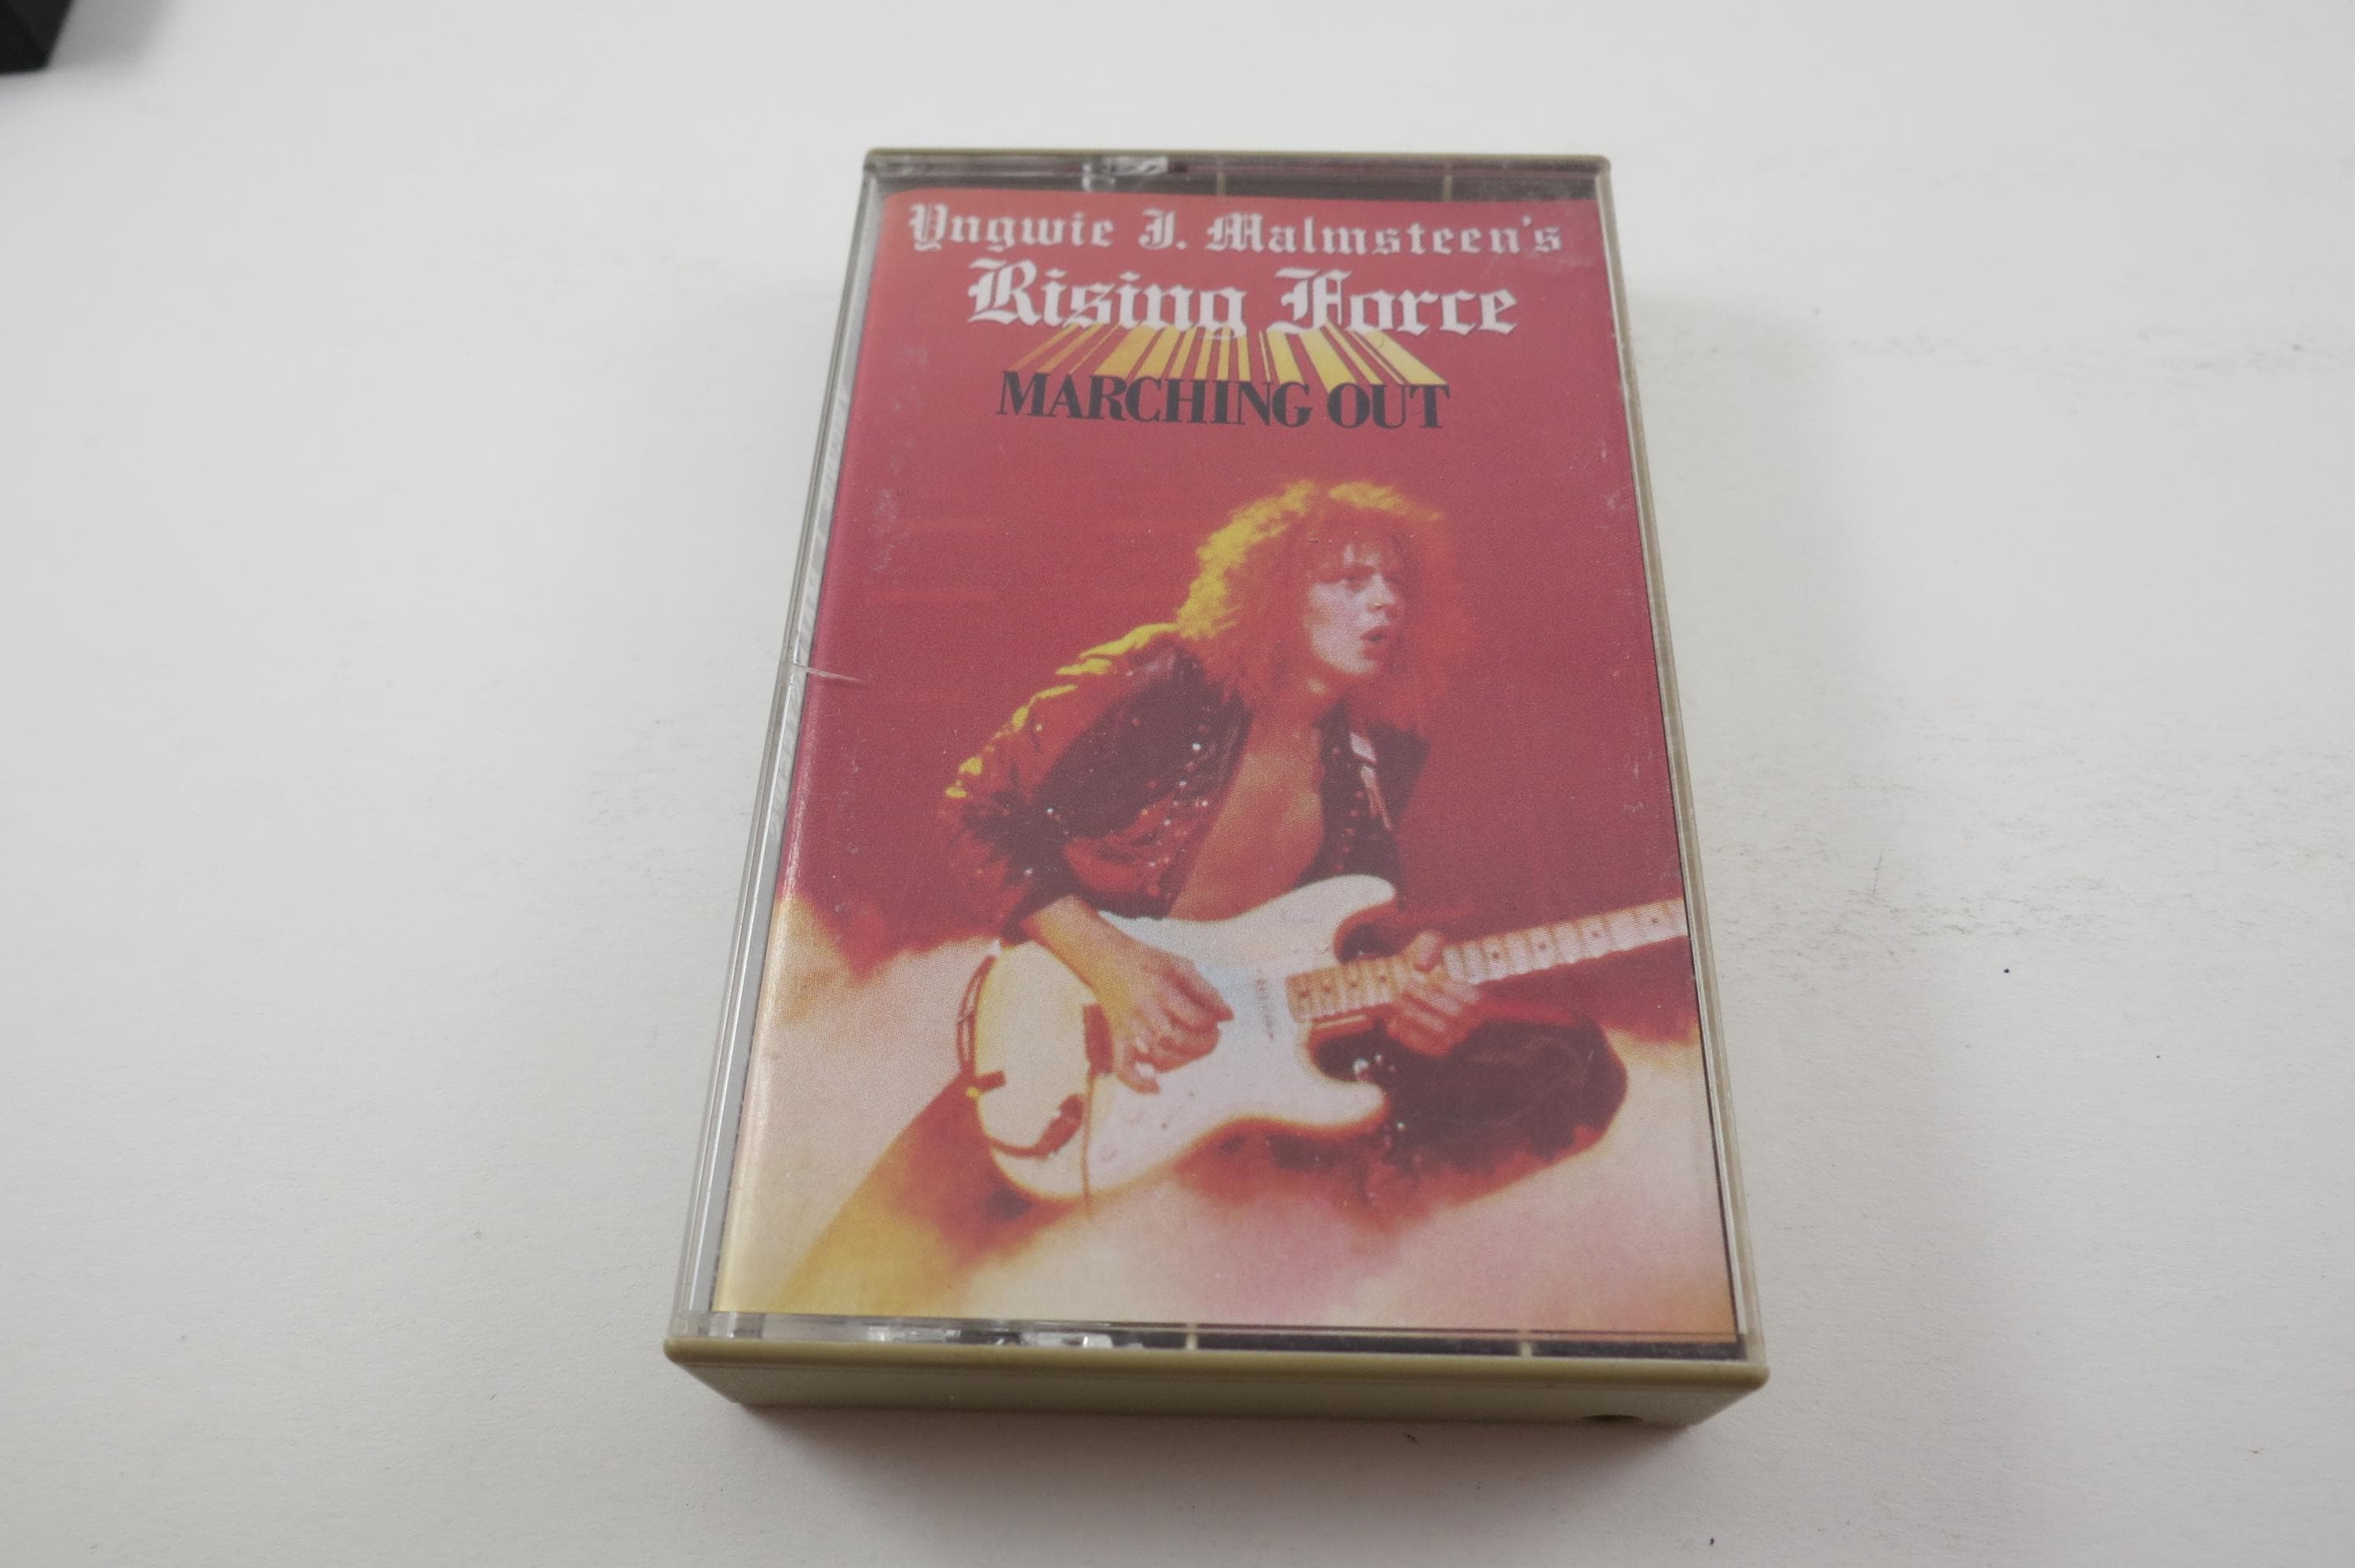 Yngwie J. Malmsteen's
Rising Force
MARCHING OUT